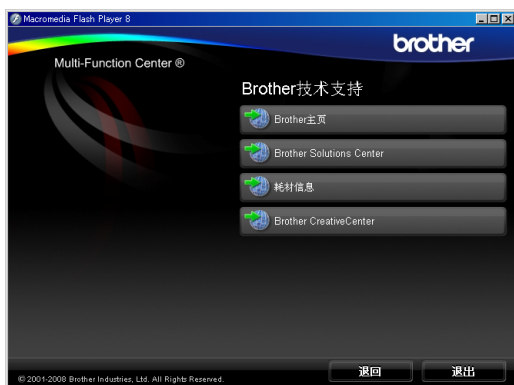 Macromedia Flash Player 8
brother
Multi-Function Center ®
Brother技术支持
Brother主页
Brother Solutions Center
耗材信息
Brother CreativeCenter
退回
退出
© 2001-2008 Brother Industries, Ltd. All Rights Reserved.